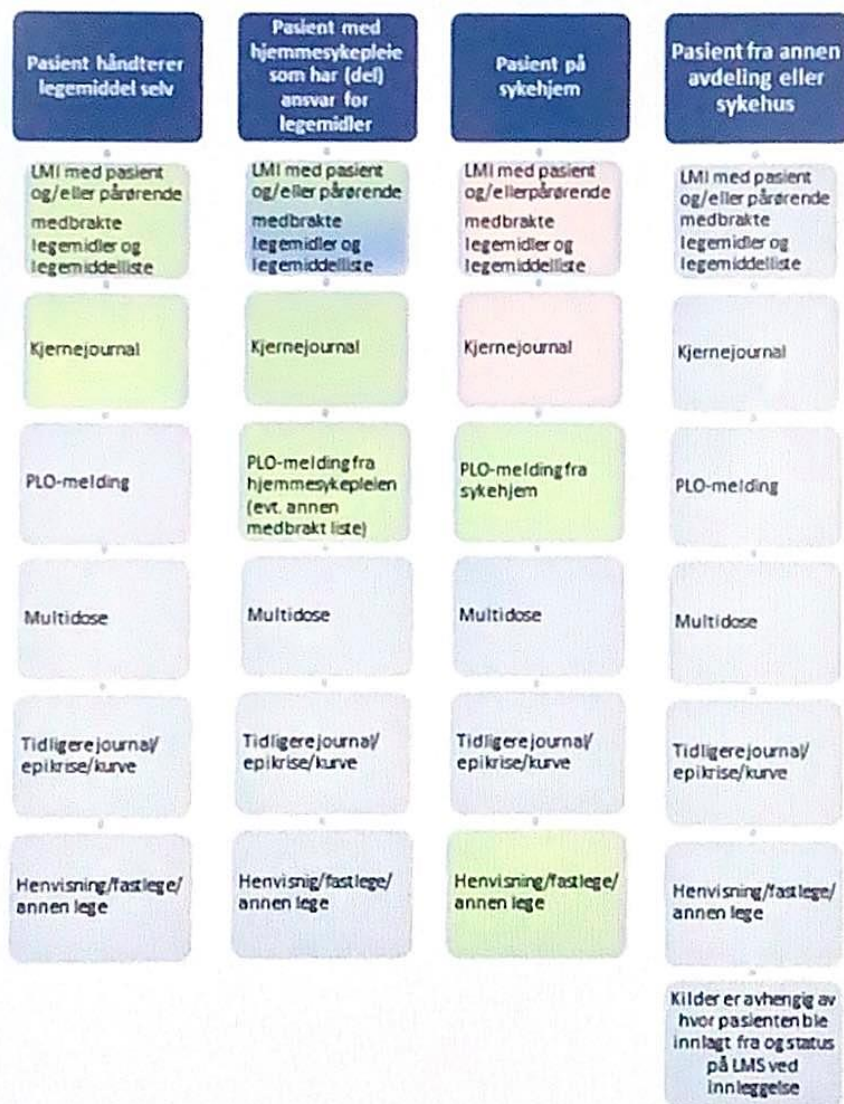 Pasient håndterer
legemiddel selv
LMI med pasient
og/eller pårørende
medbrakte
legemidler og
legemiddelliste
Kjernejournal
PLO-melding
Multidose
Tidligere journal/
epikrise/kurve
Henvisning/fastlege/
annen lege
Pasient med
hjemmesykepleie
som har (del)
ansvar for
legemidler
LMI med pasient
og/eller pårørende
medbrakte
legemidler og
legemiddelliste
Kjernejournal
PLO-melding fra
hjemmesykepleien
(evt. annen
medbrakt liste)
Multidose
Tidligere journal/
epikrise/kurve
Henvisnig/fastlege/
annen lege
Pasient på
sykehjem
LMI med pasient
og/ellerpårørende
medbrakte
legemidler og
legemiddelliste
Kjernejournal
PLO-melding fra
sykehjem
Multidose
Tidligere journal/
epikrise/kurve
Henvisning/fastlege/
annen lege
Pasient fra annen
avdeling eller
sykehus
LMI med pasient
og/eller pårørende
medbrakte
legemidler og
legemiddelliste
Kjernejournal
PLO-melding
Multidose
Tidligere journal/
epikrise/kurve
Henvisning/fastlege/
annen lege
Kilder er avhengig av
hvor pasienten ble
innlagt fra og status
på LMS ved
innleggelse